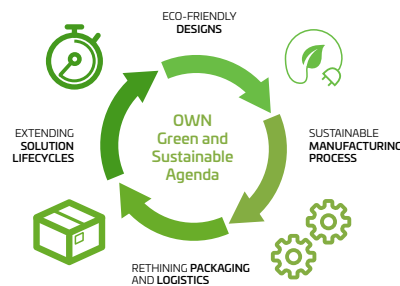 ECO-FRIENDLY
DESIGNS
EXTENDING
SOLUTION
LIFECYCLES
OWN
Green and
Sustainable
Agenda
SUSTAINABLE
MANUFACTURING
PROCESS
RETHINING PACKAGING
AND LOGISTICS